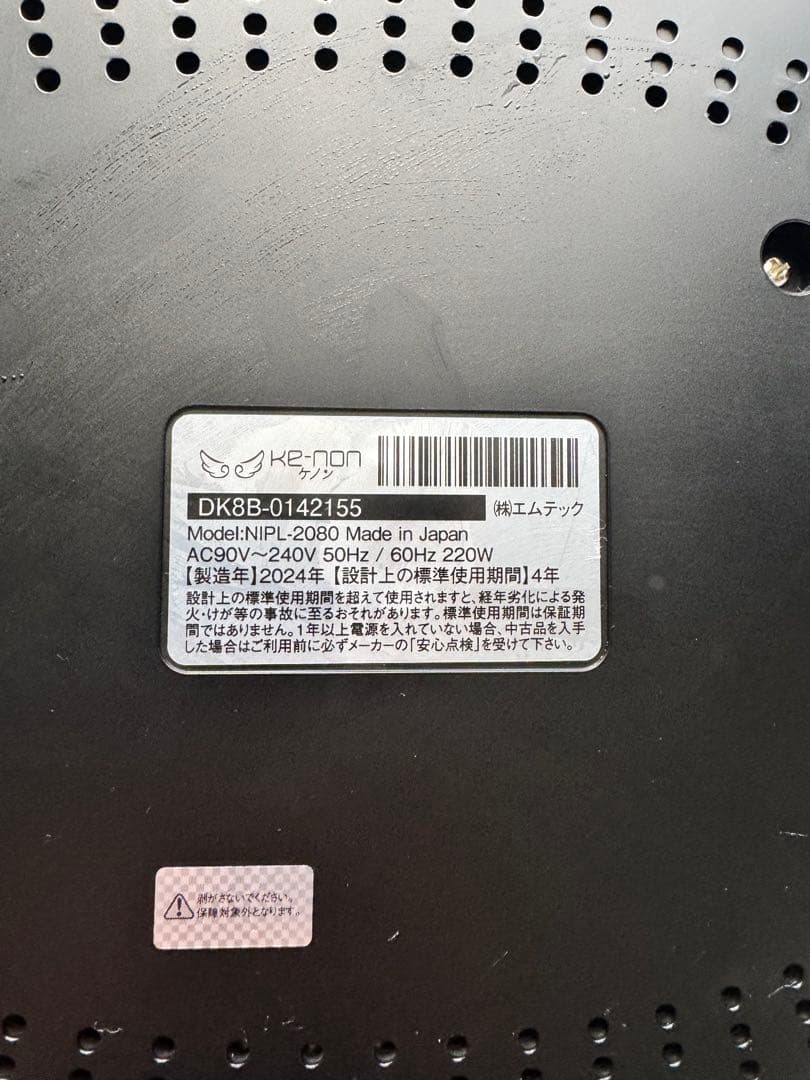 Ke-non
ケノン
DK8B-0142155
㈱エムテック
Model:NIPL-2080 Made in Japan
AC90V～240V 50Hz / 60Hz 220W
【製造年】2024年【設計上の標準使用期間】4年
設計上の標準使用期間を超えて使用されますと、経年劣化による発
火・けが等の事故に至るおそれがあります。標準使用期間は保証期
間ではありません。1年以上電源を入れていない場合、中古品を入手
した場合はご利用前に必ずメーカーの「安心点検」を受けて下さい。
剥がさないでください。
保障対象外となります。